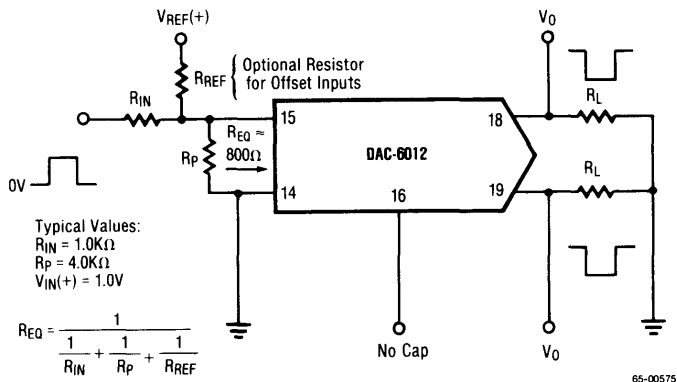 VREF(+)
VO
RREF
Optional Resistor
for Offset Inputs
RIN
RL
15
18
REQ ≈
800Ω
RP
DAC-6012
0V
14
16
19
RL
Typical Values:
RIN = 1.0KΩ
RP = 4.0KΩ
VIN(+) = 1.0V
REQ = 1 / (1/RIN + 1/RP + 1/RREF)
No Cap
VO
65-00575